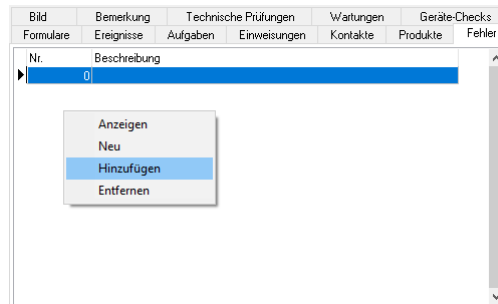 Bild Bemerkung Technische Prüfungen Wartungen Geräte-Checks
Formulare Ereignisse Aufgaben Einweisungen Kontakte Produkte Fehler
Nr. Beschreibung
0
Anzeigen
Neu
Hinzufügen
Entfernen